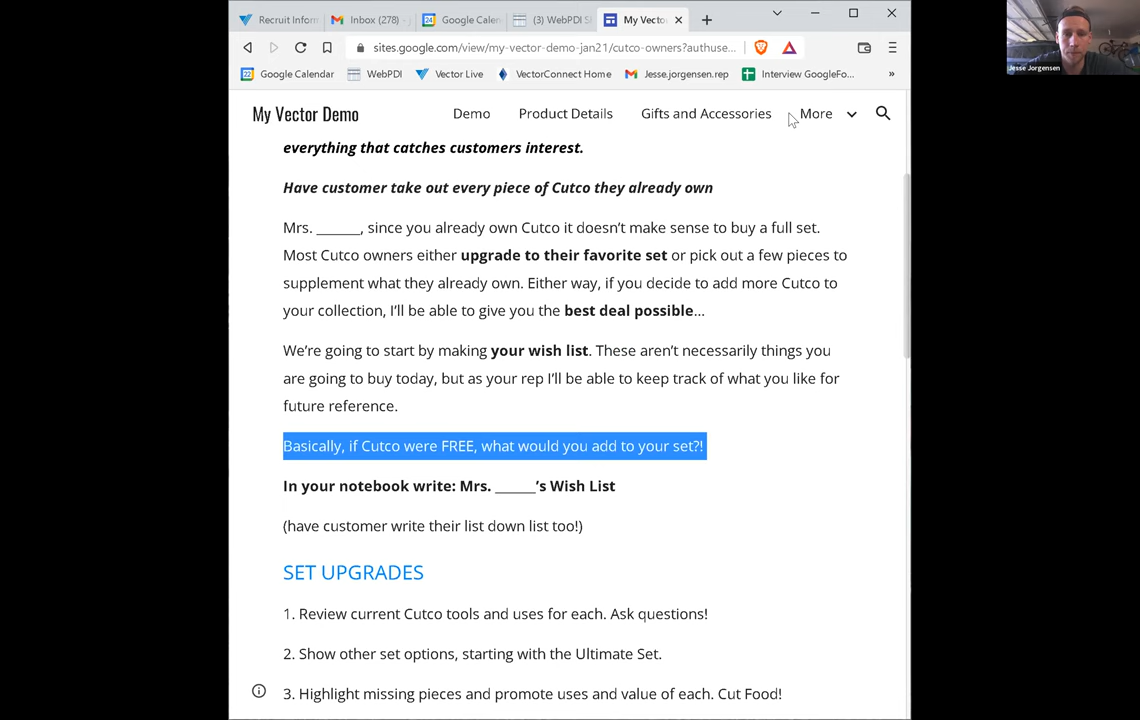 Recruit Inform
Inbox (278) -
Google Calen
(3) WebPDI S
My Vecto
sites.google.com/view/my-vector-demo-jan21/cutco-owners?authuse...
Google Calendar
WebPDI
Vector Live
VectorConnect Home
Jesse.jorgensen.rep
Interview GoogleFo...
»
Jesse Jorgensen
My Vector Demo
Demo
Product Details
Gifts and Accessories
More
everything that catches customers interest.
Have customer take out every piece of Cutco they already own
Mrs. _______, since you already own Cutco it doesn’t make sense to buy a full set.
Most Cutco owners either upgrade to their favorite set or pick out a few pieces to
supplement what they already own. Either way, if you decide to add more Cutco to
your collection, I’ll be able to give you the best deal possible...
We’re going to start by making your wish list. These aren’t necessarily things you
are going to buy today, but as your rep I’ll be able to keep track of what you like for
future reference.
Basically, if Cutco were FREE, what would you add to your set?!
In your notebook write: Mrs. ______’s Wish List
(have customer write their list down list too!)
SET UPGRADES
1. Review current Cutco tools and uses for each. Ask questions!
2. Show other set options, starting with the Ultimate Set.
3. Highlight missing pieces and promote uses and value of each. Cut Food!